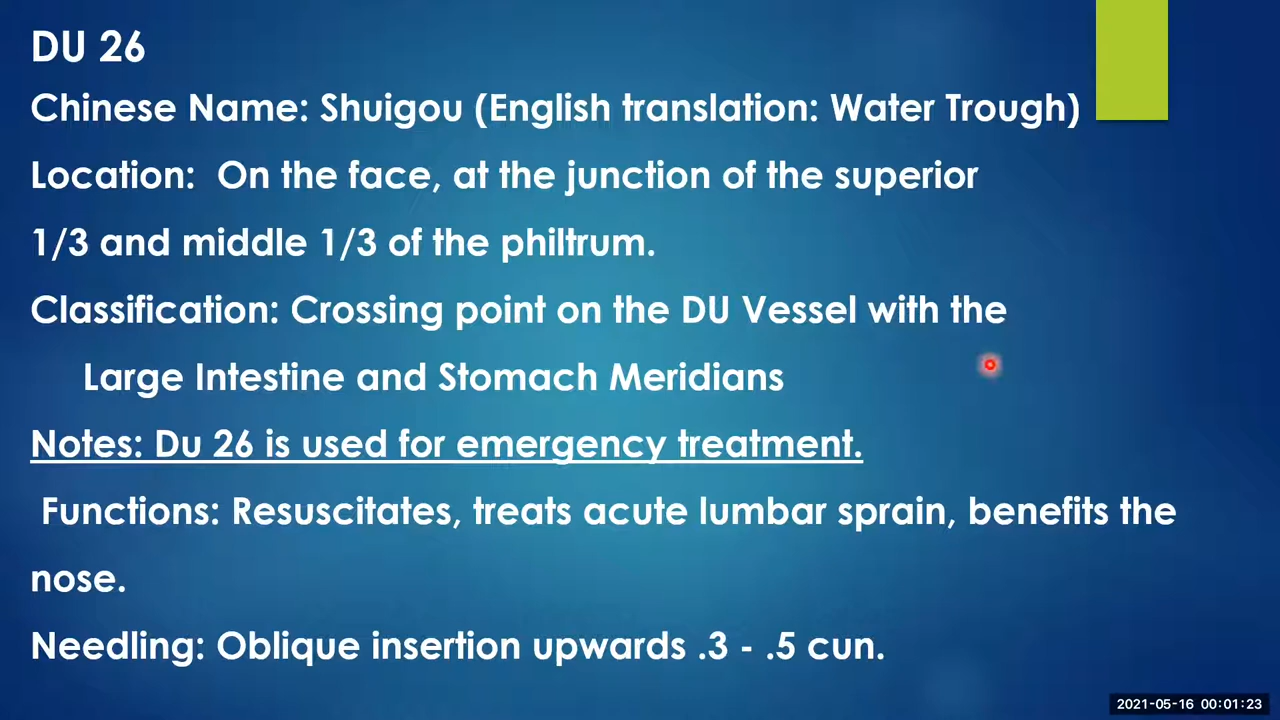 DU 26
Chinese Name: Shuigou (English translation: Water Trough)
Location:  On the face, at the junction of the superior
1/3 and middle 1/3 of the philtrum.
Classification: Crossing point on the DU Vessel with the
Large Intestine and Stomach Meridians
Notes: Du 26 is used for emergency treatment.
Functions: Resuscitates, treats acute lumbar sprain, benefits the
nose.
Needling: Oblique insertion upwards .3 - .5 cun.
2021-05-16 00:01:23